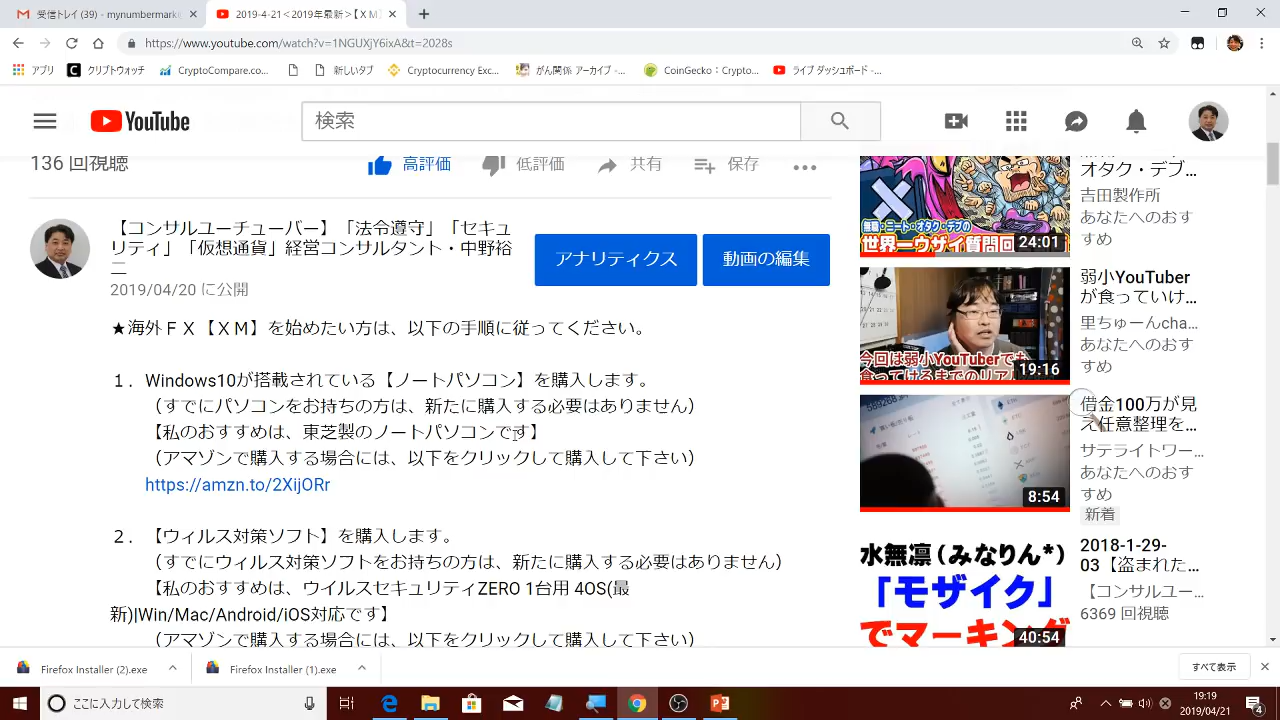 受信トレイ (39) - mynumbermark
2019-4-21＜2019年最新＞【ＸＭ】
https://www.youtube.com/watch?v=1NGUXjY6ixA&t=2028s
アプリ
クリプトウォッチ
CryptoCompare.co...
新しいタブ
Cryptocurrency Exc...
がん関係 アーカイブ -...
CoinGecko：Crypto...
ライブ ダッシュボード -...
YouTube
検索
136 回視聴
高評価
低評価
共有
保存
【コンサルユーチューバー】「法令遵守」「セキュ
リティ」「仮想通貨」経営コンサルタント・中野裕
二
2019/04/20 に公開
アナリティクス
動画の編集
★海外ＦＸ【ＸＭ】を始めたい方は、以下の手順に従ってください。
１．Windows10が搭載されている【ノートパソコン】を購入します。
（すでにパソコンをお持ちの方は、新たに購入する必要はありません）
【私のおすすめは、東芝製のノートパソコンです】
（アマゾンで購入する場合には、以下をクリックして購入して下さい）
https://amzn.to/2XijORr
２．【ウィルス対策ソフト】を購入します。
（すでにウィルス対策ソフトをお持ちの方は、新たに購入する必要はありません）
【私のおすすめは、ウイルスセキュリティZERO 1台用 4OS(最
新)|Win/Mac/Android/iOS対応です】
（アマゾンで購入する場合には、以下をクリックして購入して下さい）
無職・ニート・オタク・デブの
世界一ウザイ質問回
24:01
オタク・デブ...
吉田製作所
あなたへのおす
すめ
今回は弱小YouTuberでも
食ってけるまでのリアル
19:16
弱小YouTuber
が食っていけ...
里ちゅーんcha...
あなたへのおす
すめ
8:54
借金100万が見
え任意整理を...
サテライトワー...
あなたへのおす
すめ
新着
水無凛（みなりん*）
「モザイク」
でマーキング
40:54
2018-1-29-
03【盗まれた...
【コンサルユー...
6369 回視聴
Firefox Installer (2).exe
Firefox Installer (1).exe
すべて表示
ここに入力して検索
19:19
2019/04/21
4